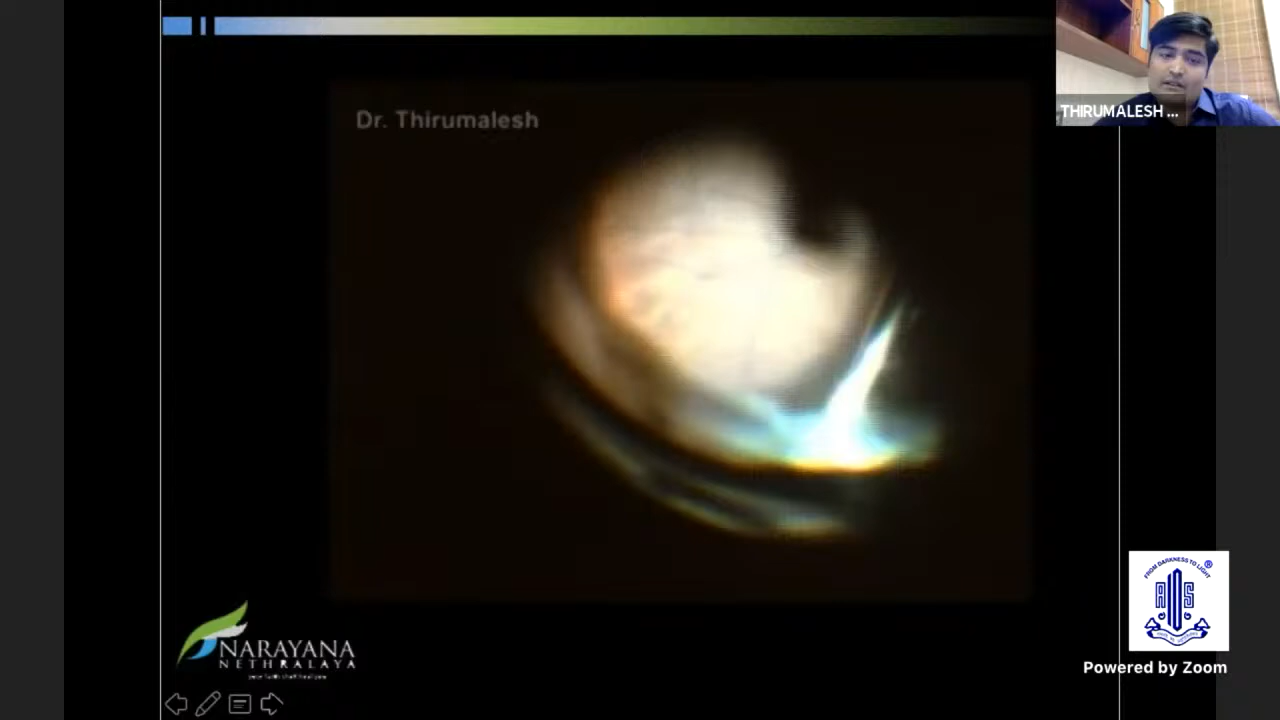 THIRUMALESH ...
Dr. Thirumalesh
FROM DARKNESS TO LIGHT
®
NARAYANA
NETHRALAYA
Powered by Zoom